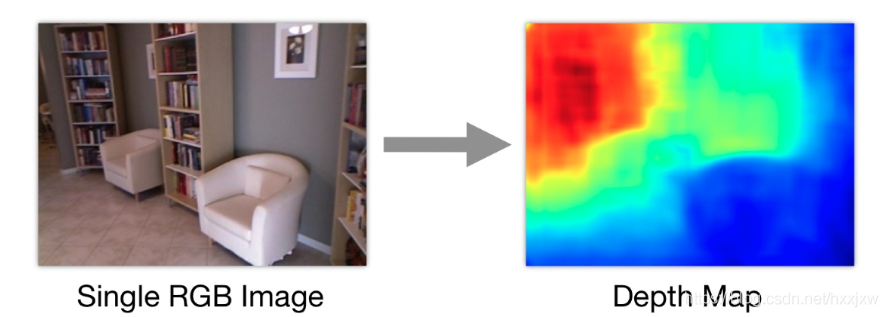 Single RGB Image
Depth Map
https://blog.csdn.net/hxxjxw